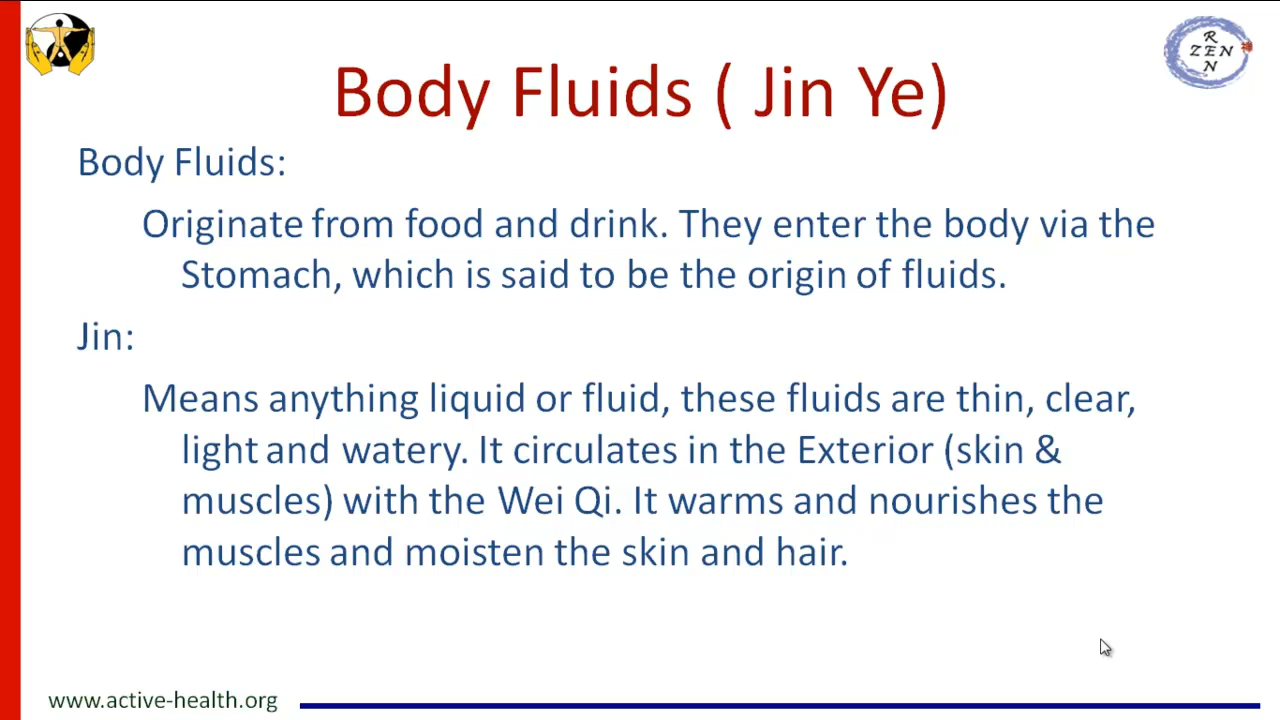 R
ZEN
N
Body Fluids ( Jin Ye)
Body Fluids:
Originate from food and drink. They enter the body via the
Stomach, which is said to be the origin of fluids.
Jin:
Means anything liquid or fluid, these fluids are thin, clear,
light and watery. It circulates in the Exterior (skin &
muscles) with the Wei Qi. It warms and nourishes the
muscles and moisten the skin and hair.
www.active-health.org